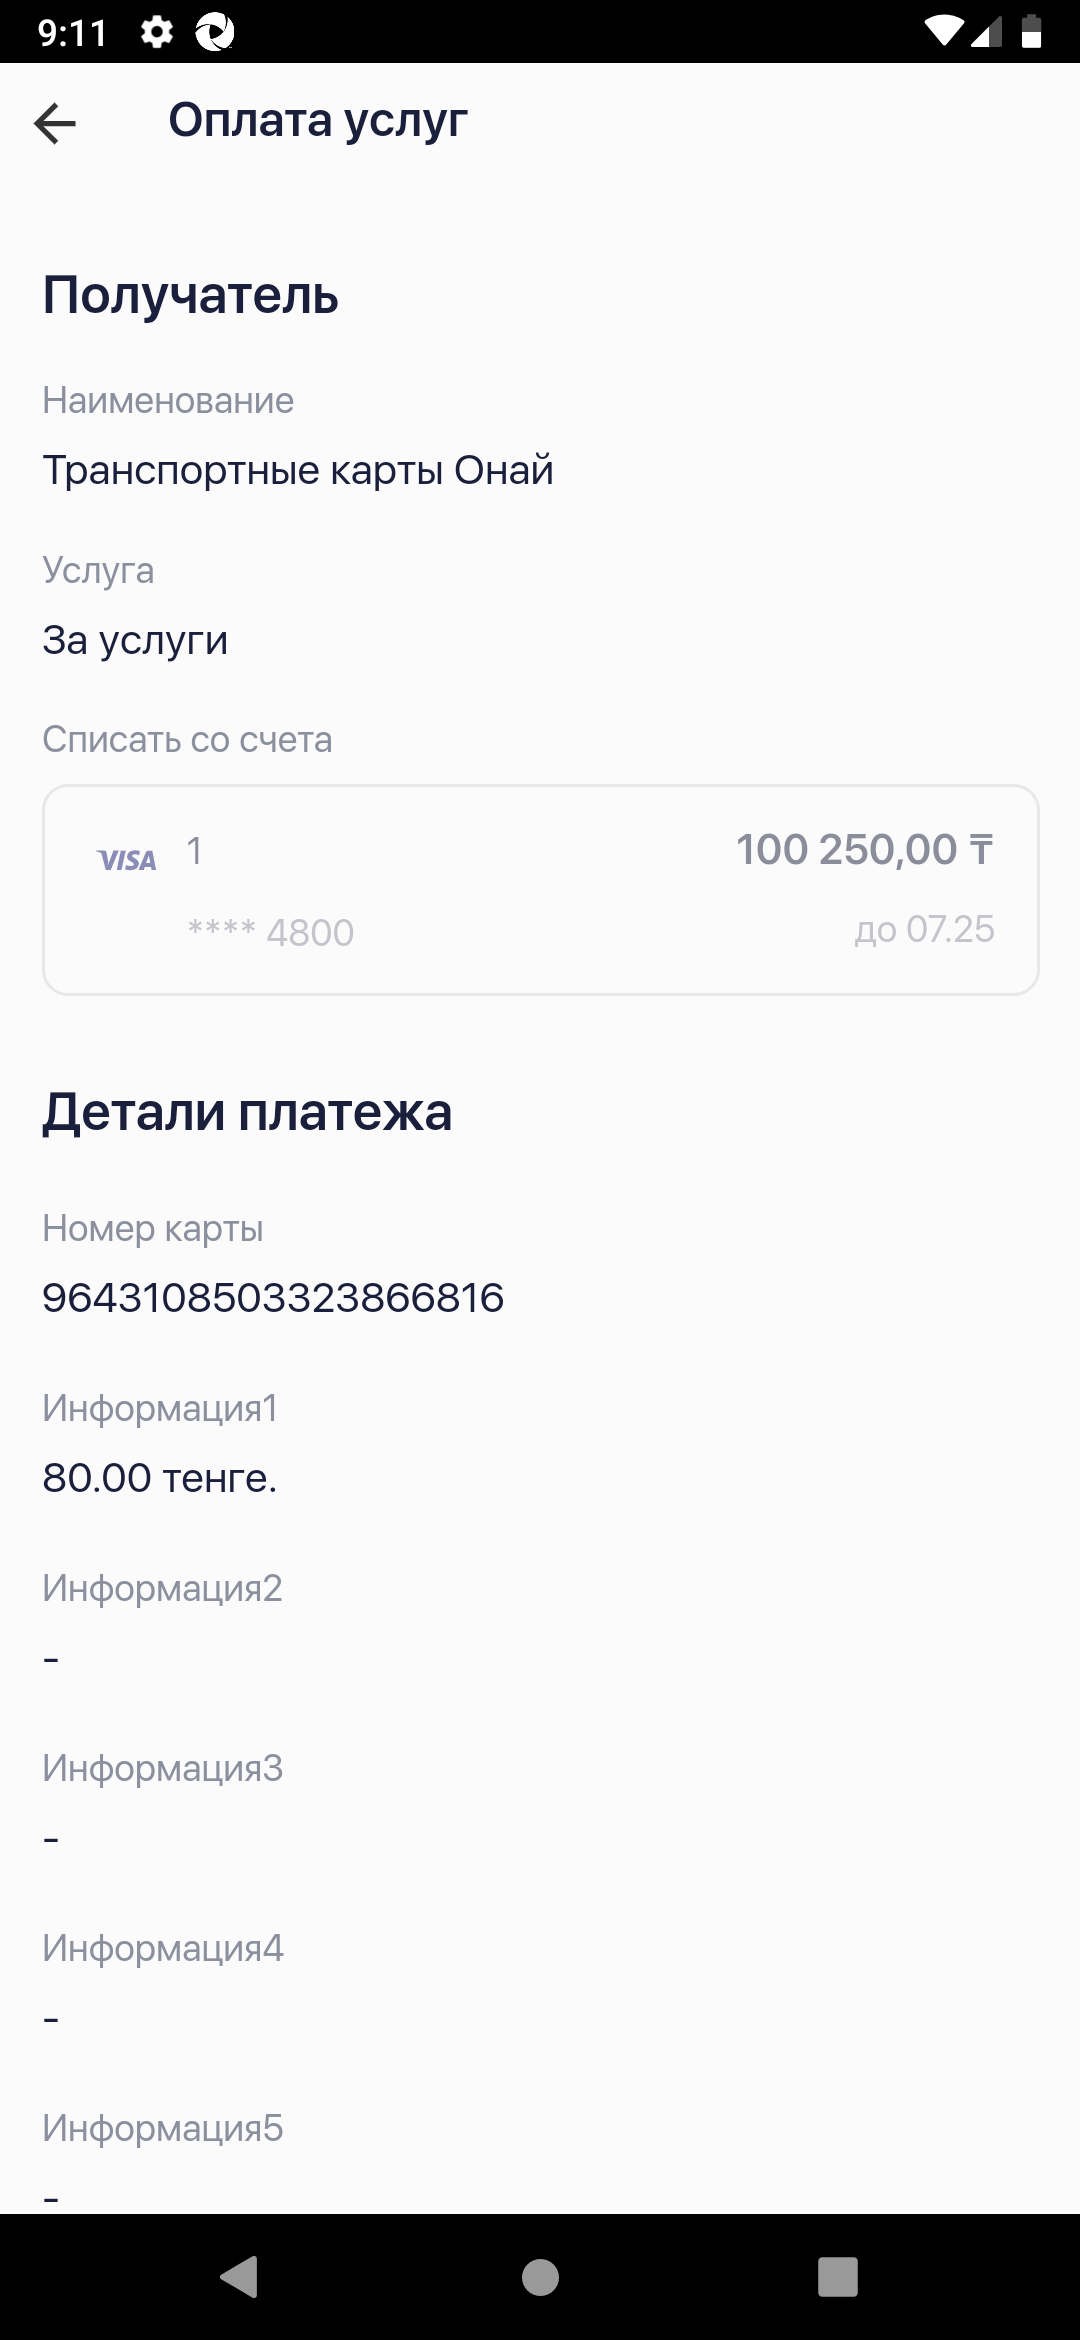 9:11
Оплата услуг
Получатель
Наименование
Транспортные карты Онай
Услуга
За услуги
Списать со счета
VISA 1 100 250,00 ₸
**** 4800 до 07.25
Детали платежа
Номер карты
9643108503323866816
Информация1
80.00 тенге.
Информация2
-
Информация3
-
Информация4
-
Информация5
-